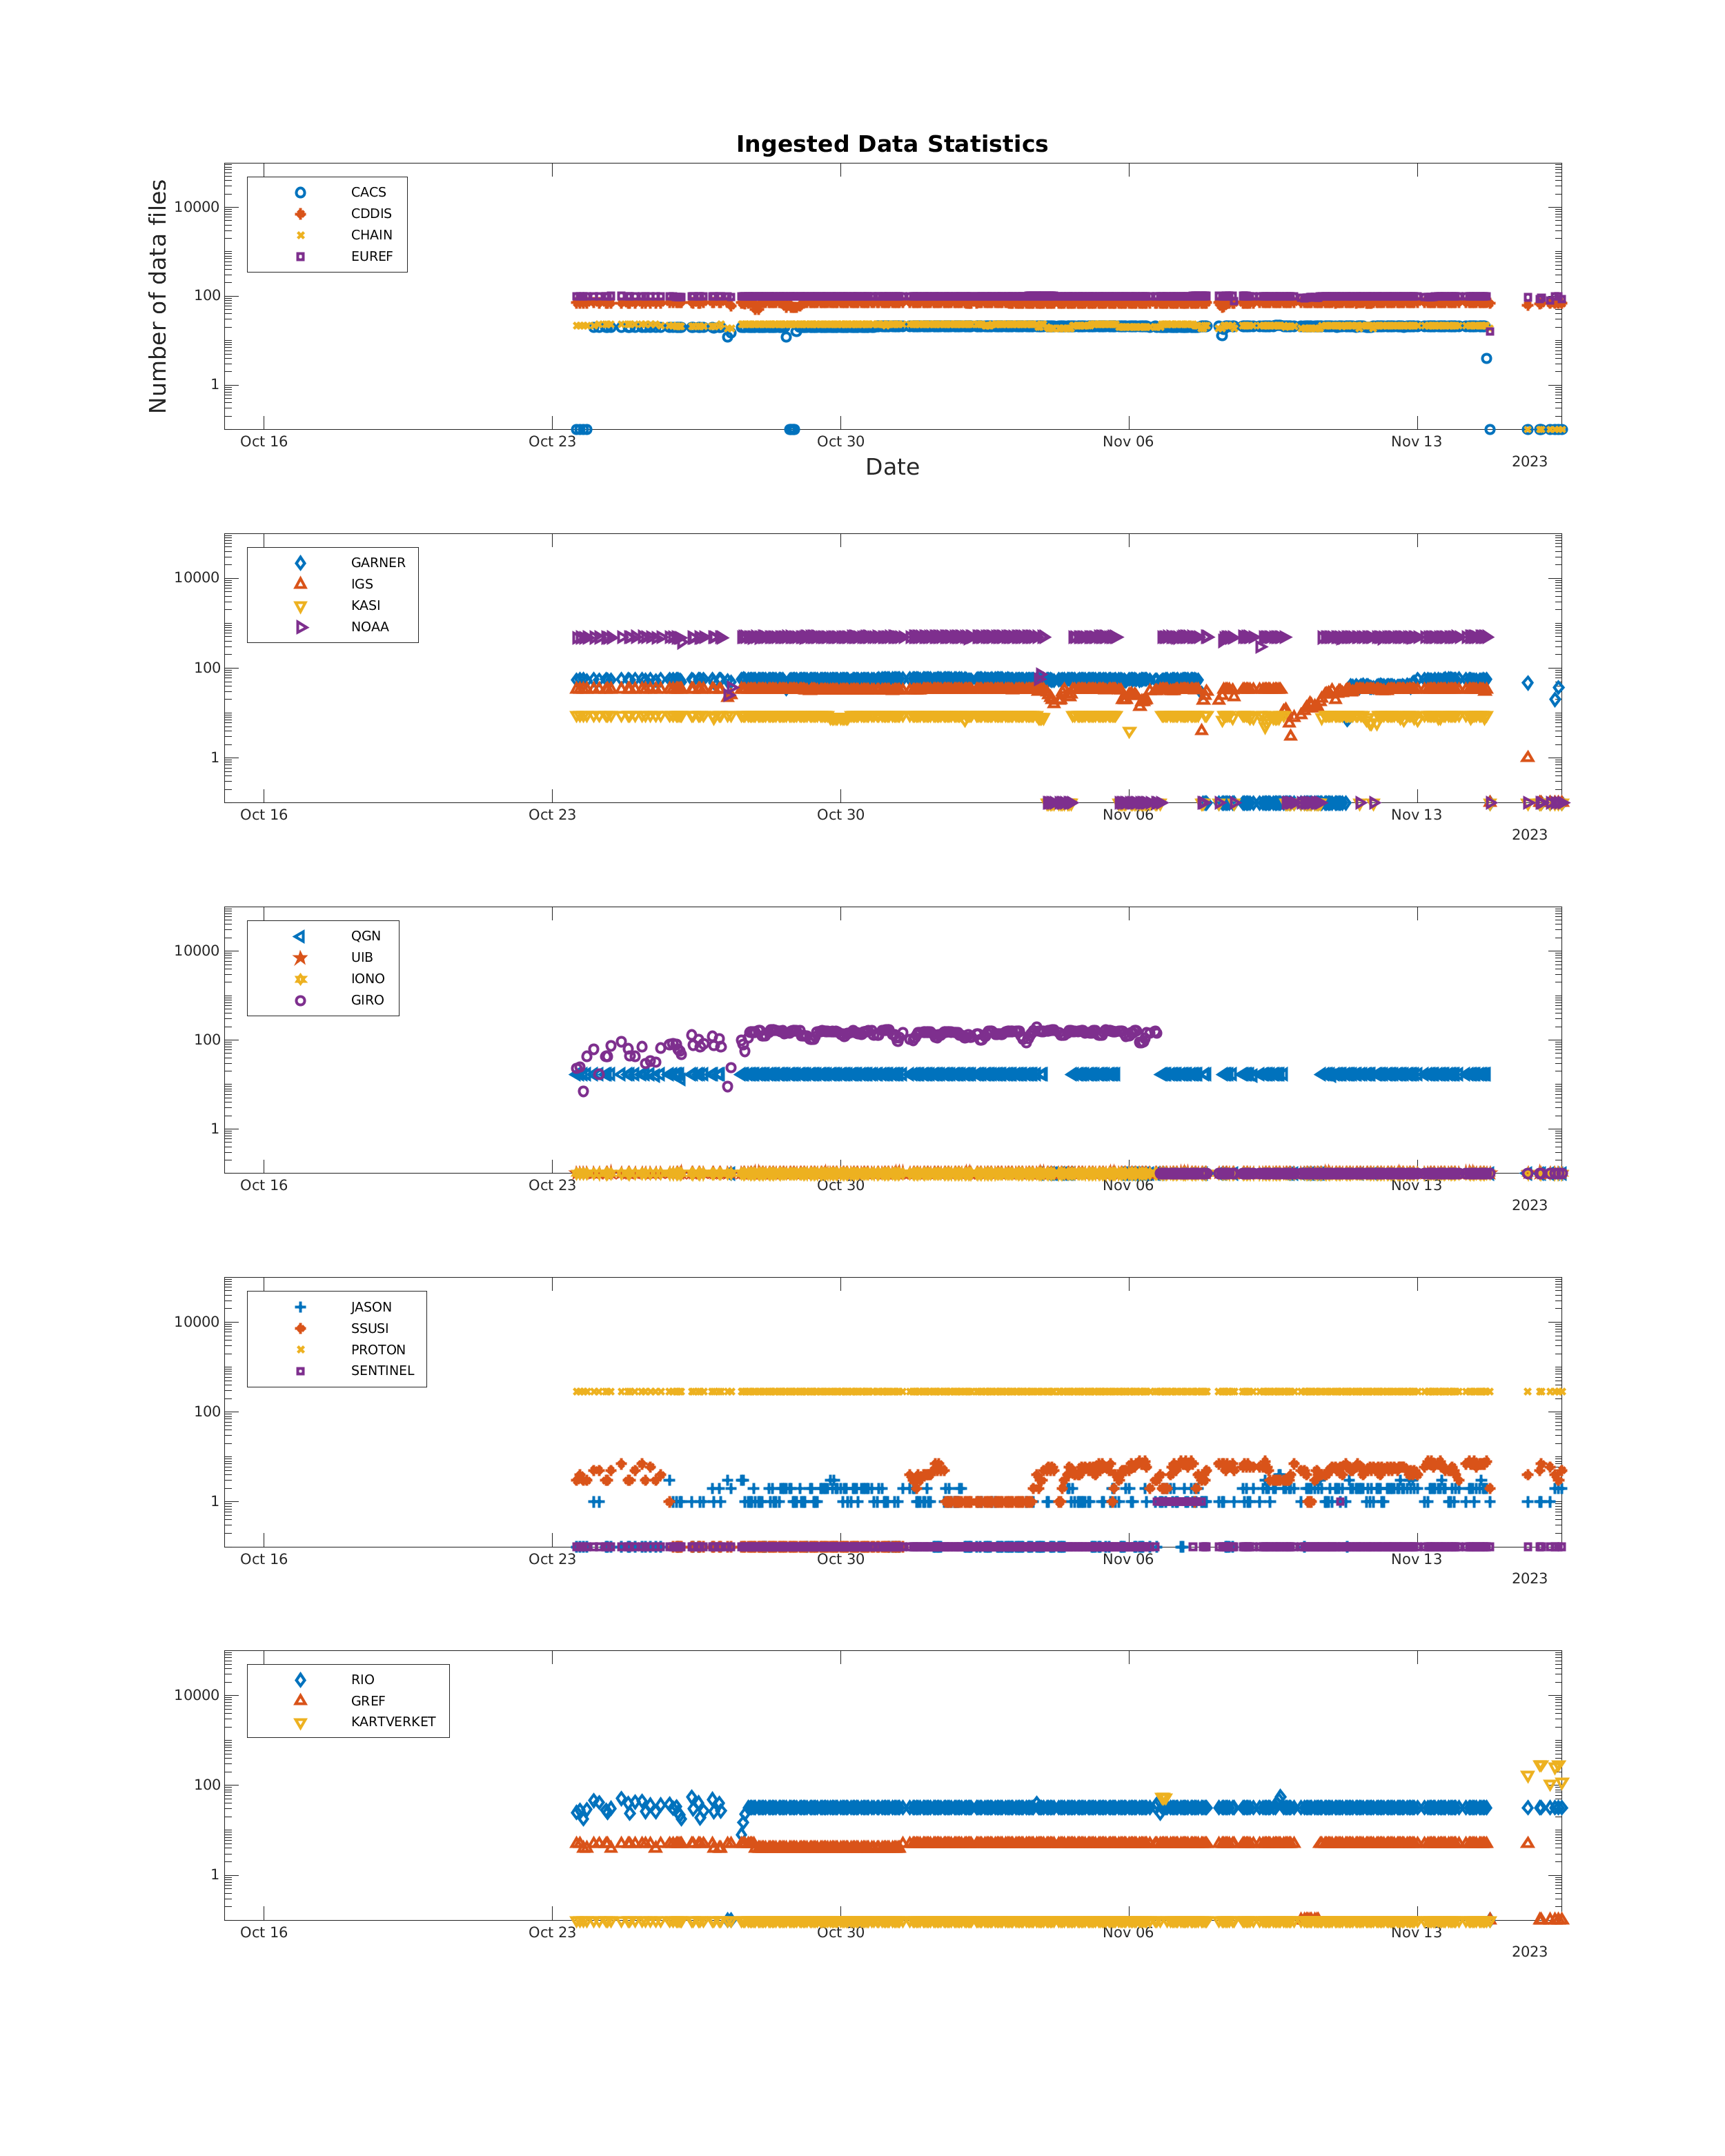 Ingested Data Statistics
Number of data files
CACS
CDDIS
CHAIN
EUREF
10000
100
1
Oct 16 Oct 23 Oct 30 Nov 06 Nov 13
2023
Date
GARNER
IGS
KASI
NOAA
10000
100
1
Oct 16 Oct 23 Oct 30 Nov 06 Nov 13
2023
QGN
UIB
IONO
GIRO
10000
100
1
Oct 16 Oct 23 Oct 30 Nov 06 Nov 13
2023
JASON
SSUSI
PROTON
SENTINEL
10000
100
1
Oct 16 Oct 23 Oct 30 Nov 06 Nov 13
2023
RIO
GREF
KARTVERKET
10000
100
1
Oct 16 Oct 23 Oct 30 Nov 06 Nov 13
2023